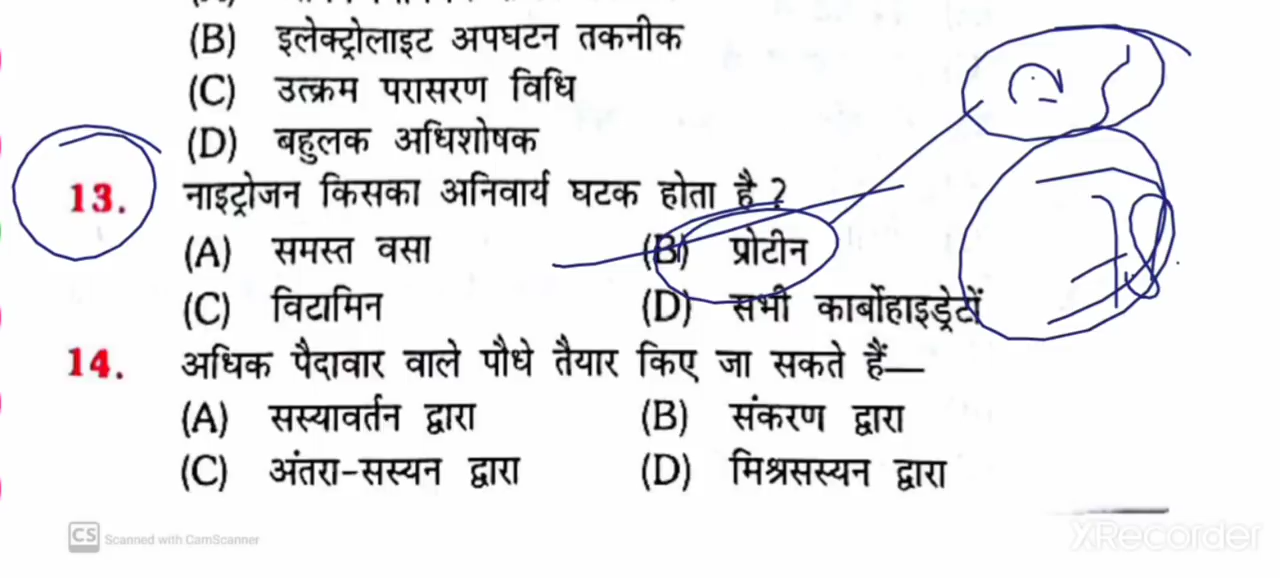 (B) इलेक्ट्रोलाइट अपघटन तकनीक
(C) उत्क्रम परासरण विधि
(D) बहुलक अधिशोषक
13. नाइट्रोजन किसका अनिवार्य घटक होता है ?
(A) समस्त वसा (B) प्रोटीन
(C) विटामिन (D) सभी कार्बोहाइड्रेटों
14. अधिक पैदावार वाले पौधे तैयार किए जा सकते हैं—
(A) सस्यावर्तन द्वारा (B) संकरण द्वारा
(C) अंतरा-सस्यन द्वारा (D) मिश्रसस्यन द्वारा
CS Scanned with CamScanner
XRecorder